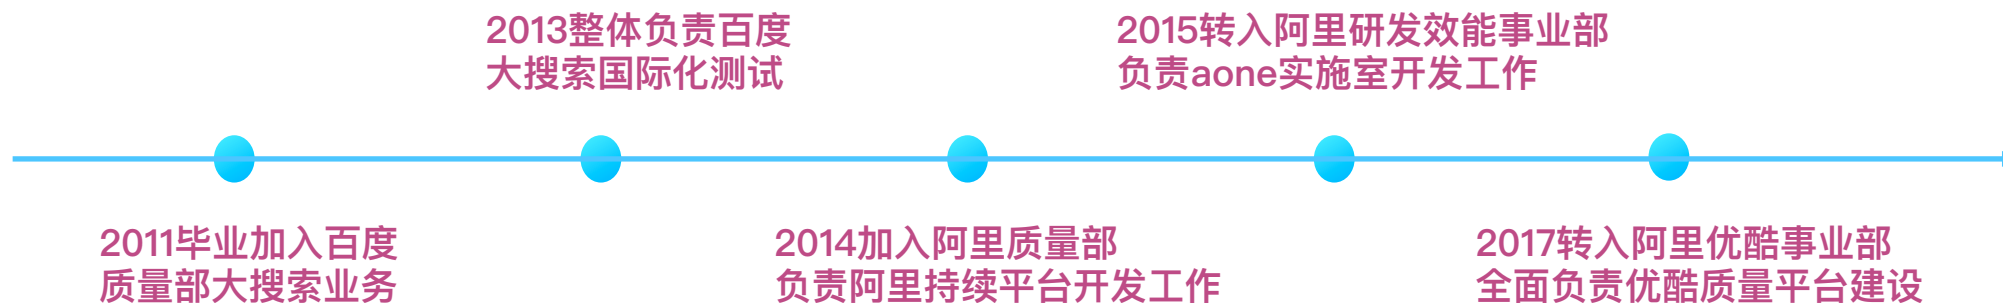 2013整体负责百度
大搜索国际化测试
2015转入阿里研发效能事业部
负责aone实施室开发工作
2011毕业加入百度
质量部大搜索业务
2014加入阿里质量部
负责阿里持续平台开发工作
2017转入阿里优酷事业部
全面负责优酷质量平台建设